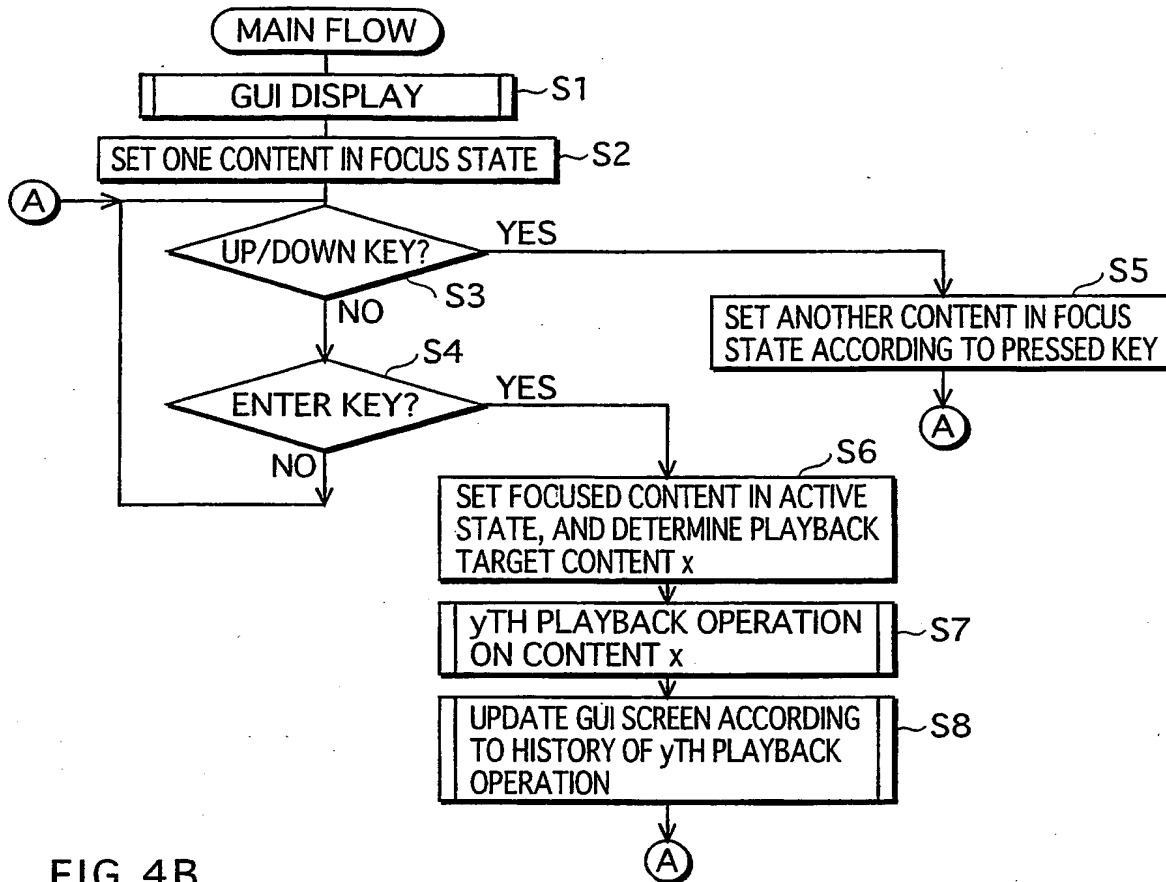 MAIN FLOW
GUI DISPLAY
S1
SET ONE CONTENT IN FOCUS STATE
S2
A
UP/DOWN KEY?
YES
S3
NO
S5
SET ANOTHER CONTENT IN FOCUS
STATE ACCORDING TO PRESSED KEY
A
S4
ENTER KEY?
YES
NO
S6
SET FOCUSED CONTENT IN ACTIVE
STATE, AND DETERMINE PLAYBACK
TARGET CONTENT x
yTH PLAYBACK OPERATION
ON CONTENT x
S7
UPDATE GUI SCREEN ACCORDING
TO HISTORY OF yTH PLAYBACK
OPERATION
S8
A
FIG. 4B